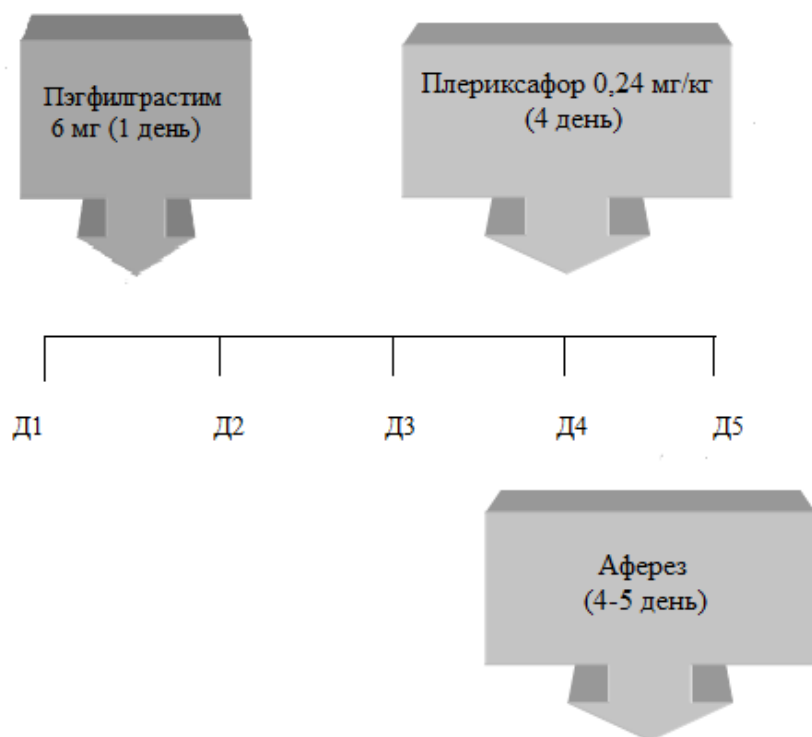 Пэгфилграстим
6 мг (1 день)
Плериксафор 0,24 мг/кг
(4 день)
Д1 Д2 Д3 Д4 Д5
Аферез
(4-5 день)